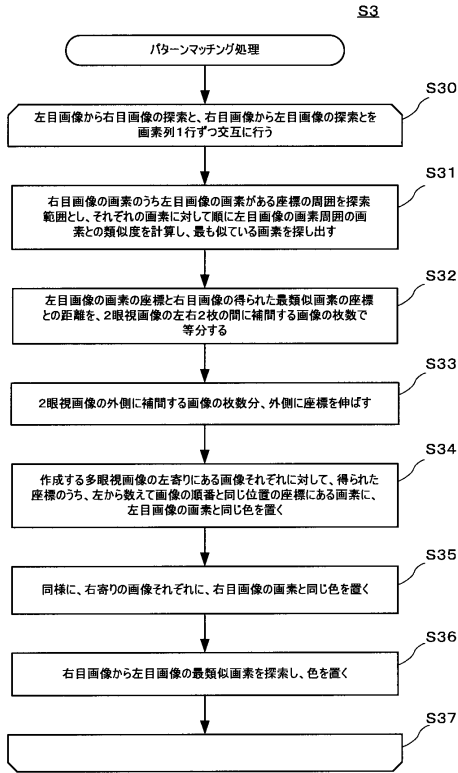 S3
パターンマッチング処理
S30
左目画像から右目画像の探索と、右目画像から左目画像の探索とを
画素列1行ずつ交互に行う
S31
右目画像の画素のうち左目画像の画素がある座標の周囲を探索
範囲とし、それぞれの画素に対して順に左目画像の画素周囲の画
素との類似度を計算し、最も似ている画素を探し出す
S32
左目画像の画素の座標と右目画像の得られた最類似画素の座標
との距離を、2眼視画像の左右2枚の間に補間する画像の枚数で
等分する
S33
2眼視画像の外側に補間する画像の枚数分、外側に座標を伸ばす
S34
作成する多眼視画像の左寄りにある画像それぞれに対して、得られた
座標のうち、左から数えて画像の順番と同じ位置の座標にある画素に、
左目画像の画素と同じ色を置く
S35
同様に、右寄りの画像それぞれに、右目画像の画素と同じ色を置く
S36
右目画像から左目画像の最類似画素を探索し、色を置く
S37